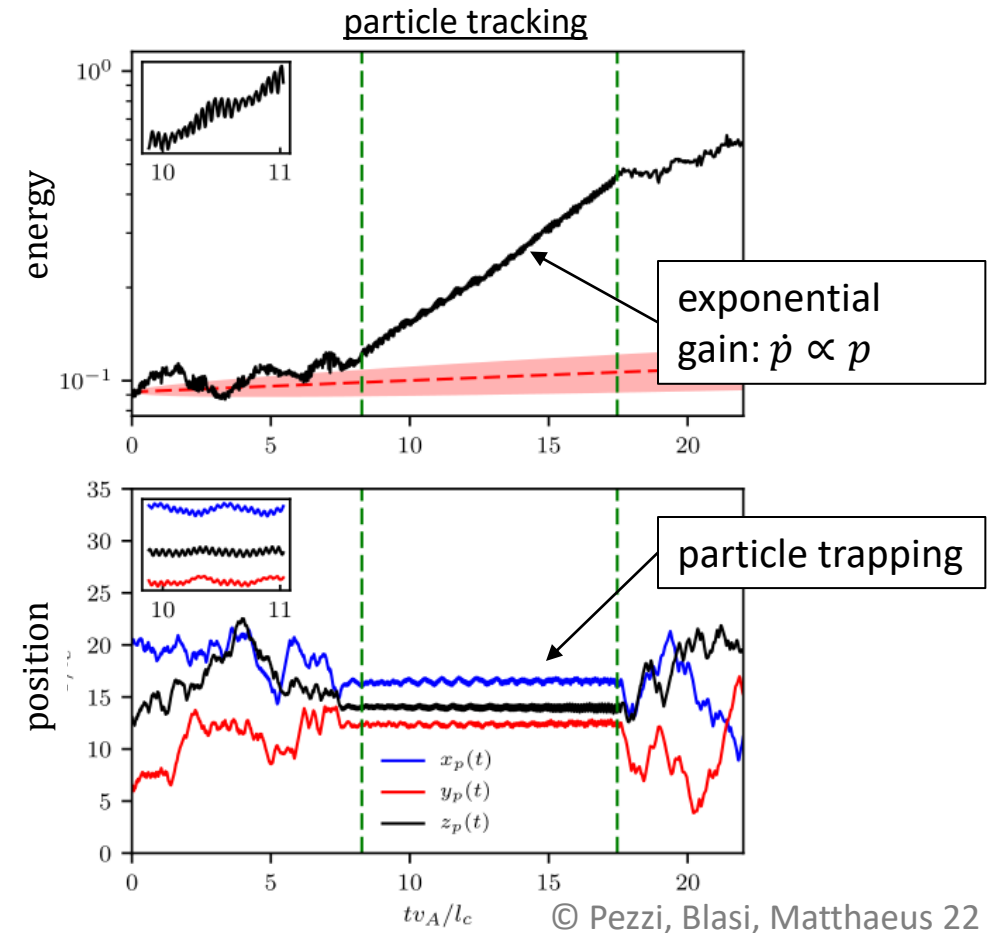 particle tracking
10⁰
10⁻¹
energy
10 11
exponential
gain: ṗ ∝ p
0 5 10 15 20
35
30
25
20
15
10
5
0
position
10 11
particle trapping
x_p(t)
y_p(t)
z_p(t)
0 5 10 15 20
tv_A/l_c
© Pezzi, Blasi, Matthaeus 22